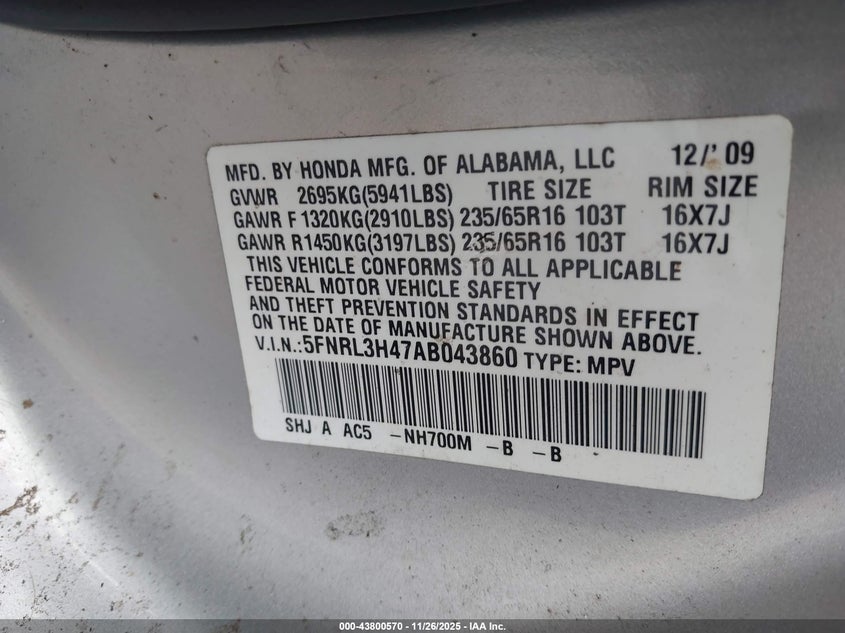 MFD. BY HONDA MFG. OF ALABAMA, LLC 12/' 09
GVWR 2695KG(5941LBS) TIRE SIZE RIM SIZE
GAWR F 1320KG(2910LBS) 235/65R16 103T 16X7J
GAWR R1450KG(3197LBS) 235/65R16 103T 16X7J
THIS VEHICLE CONFORMS TO ALL APPLICABLE
FEDERAL MOTOR VEHICLE SAFETY
AND THEFT PREVENTION STANDARDS IN EFFECT
ON THE DATE OF MANUFACTURE SHOWN ABOVE.
V.I.N.:5FNRL3H47AB043860 TYPE: MPV
SHJ A AC5 -NH700M -B -B
000-43800570 - 11/26/2025 - IAA Inc.